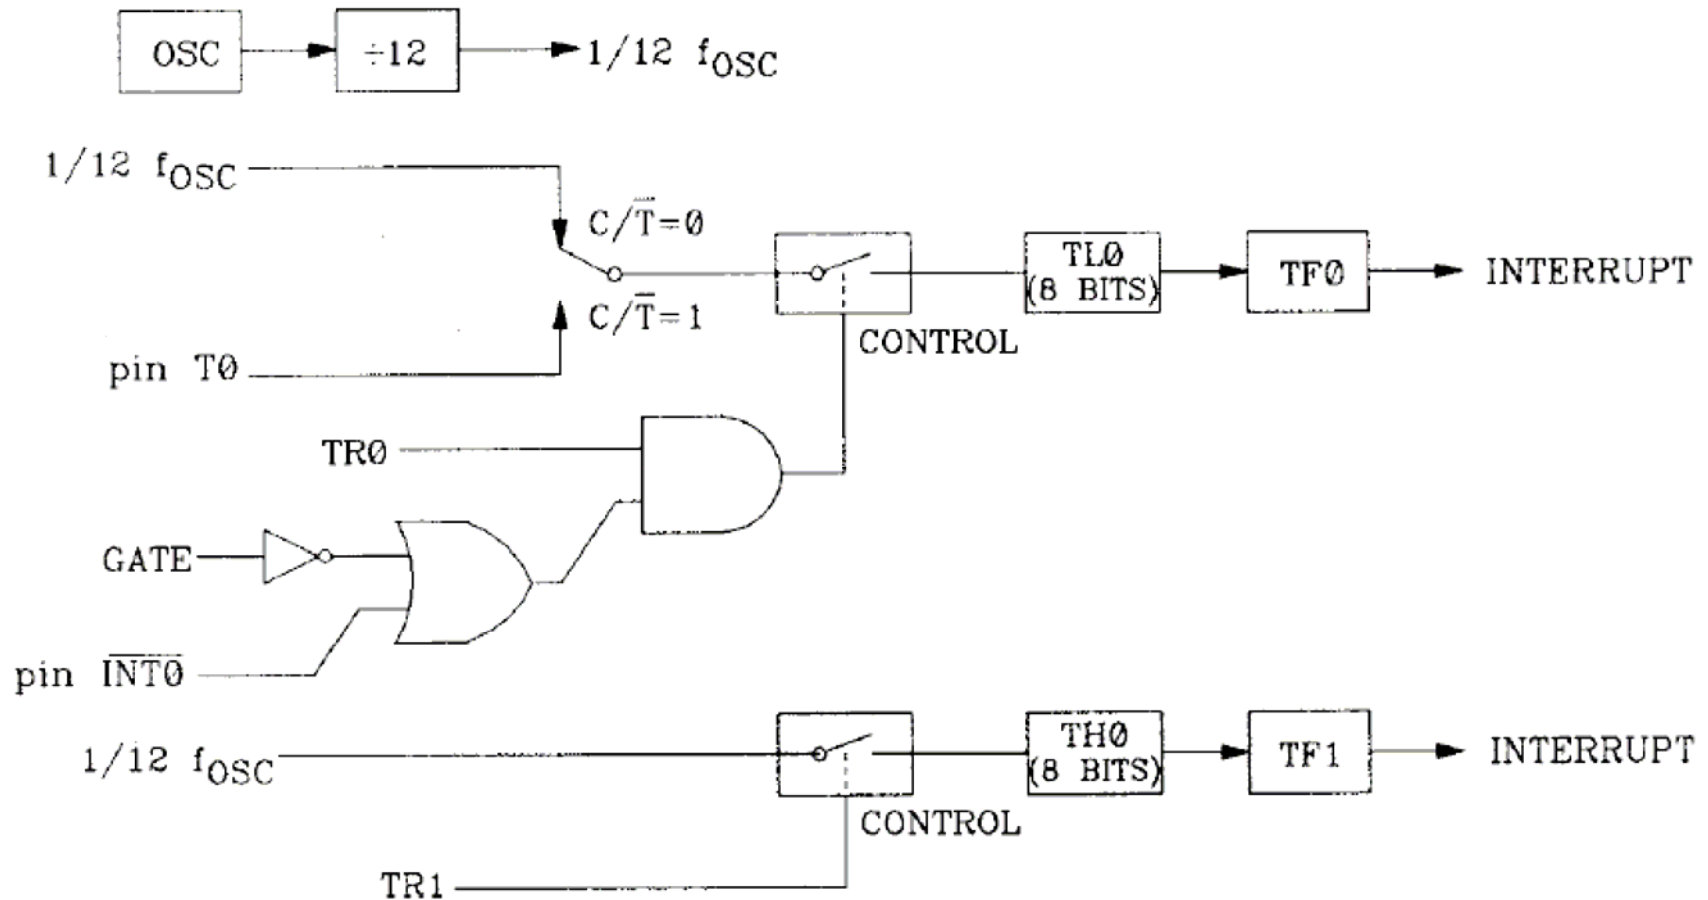 OSC
÷12
1/12 fOSC
1/12 fOSC
C/T̅=0
TL0
(8 BITS)
TF0
INTERRUPT
C/T̅=1
CONTROL
pin T0
TR0
GATE
pin I̅N̅T̅0̅
1/12 fOSC
TH0
(8 BITS)
TF1
INTERRUPT
CONTROL
TR1